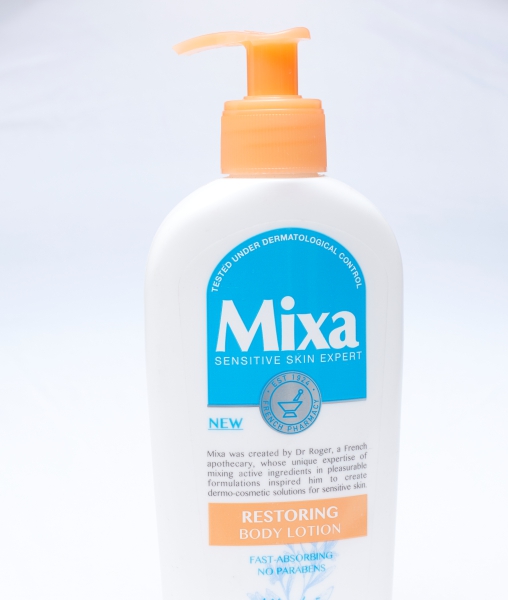 TESTED UNDER DERMATOLOGICAL CONTROL
Mixa
SENSITIVE SKIN EXPERT
EST 1924
FRENCH PHARMACY
NEW
Mixa was created by Dr Roger, a French
apothecary, whose unique expertise of
mixing active ingredients in pleasurable
formulations inspired him to create
dermo-cosmetic solutions for sensitive skin.
RESTORING
BODY LOTION
FAST-ABSORBING
NO PARABENS